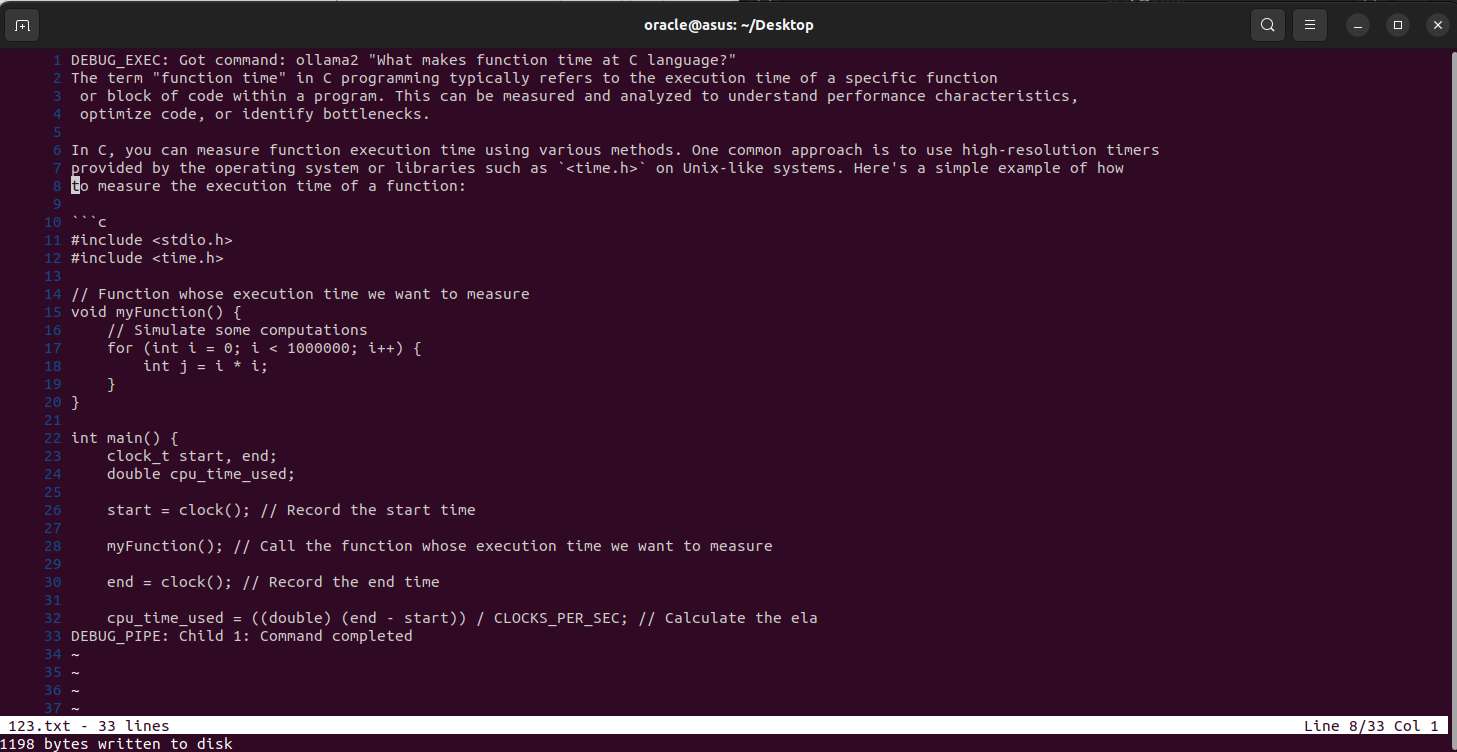 oracle@asus: ~/Desktop
1 DEBUG_EXEC: Got command: ollama2 "What makes function time at C language?"
2 The term "function time" in C programming typically refers to the execution time of a specific function
3  or block of code within a program. This can be measured and analyzed to understand performance characteristics,
4  optimize code, or identify bottlenecks.
5
6 In C, you can measure function execution time using various methods. One common approach is to use high-resolution timers
7 provided by the operating system or libraries such as `<time.h>` on Unix-like systems. Here's a simple example of how
8 to measure the execution time of a function:
9
10 ```c
11 #include <stdio.h>
12 #include <time.h>
13
14 // Function whose execution time we want to measure
15 void myFunction() {
16     // Simulate some computations
17     for (int i = 0; i < 1000000; i++) {
18         int j = i * i;
19     }
20 }
21
22 int main() {
23     clock_t start, end;
24     double cpu_time_used;
25
26     start = clock(); // Record the start time
27
28     myFunction(); // Call the function whose execution time we want to measure
29
30     end = clock(); // Record the end time
31
32     cpu_time_used = ((double) (end - start)) / CLOCKS_PER_SEC; // Calculate the ela
33 DEBUG_PIPE: Child 1: Command completed
34 ~
35 ~
36 ~
37 ~
123.txt - 33 lines Line 8/33 Col 1
1198 bytes written to disk